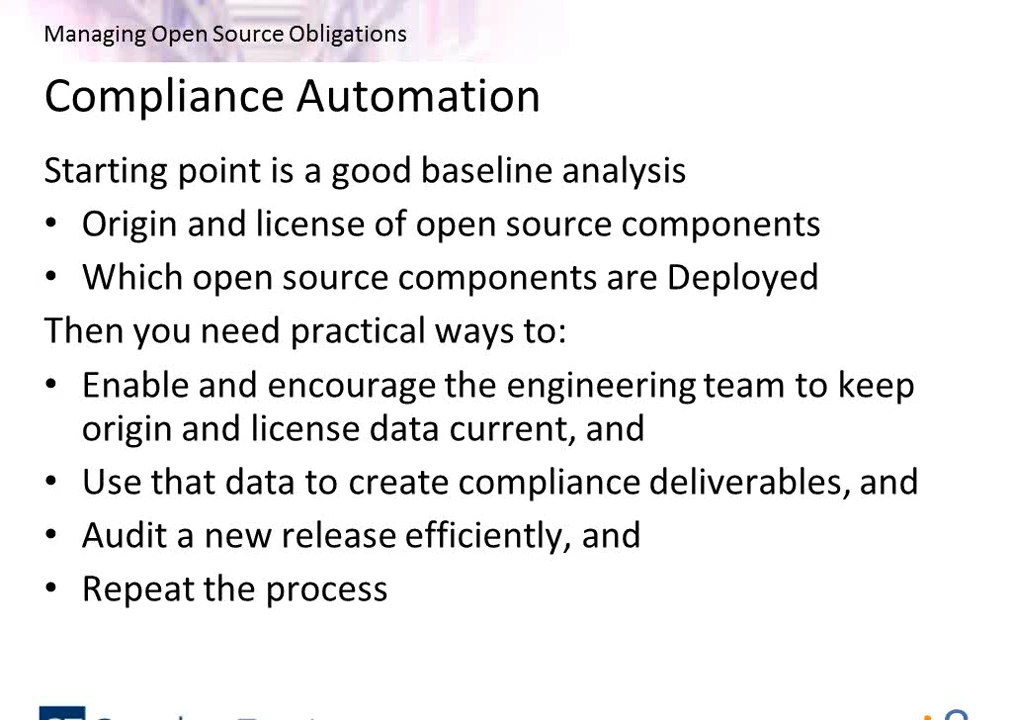 Managing Open Source Obligations
Compliance Automation
Starting point is a good baseline analysis
• Origin and license of open source components
• Which open source components are Deployed
Then you need practical ways to:
• Enable and encourage the engineering team to keep
origin and license data current, and
• Use that data to create compliance deliverables, and
• Audit a new release efficiently, and
• Repeat the process